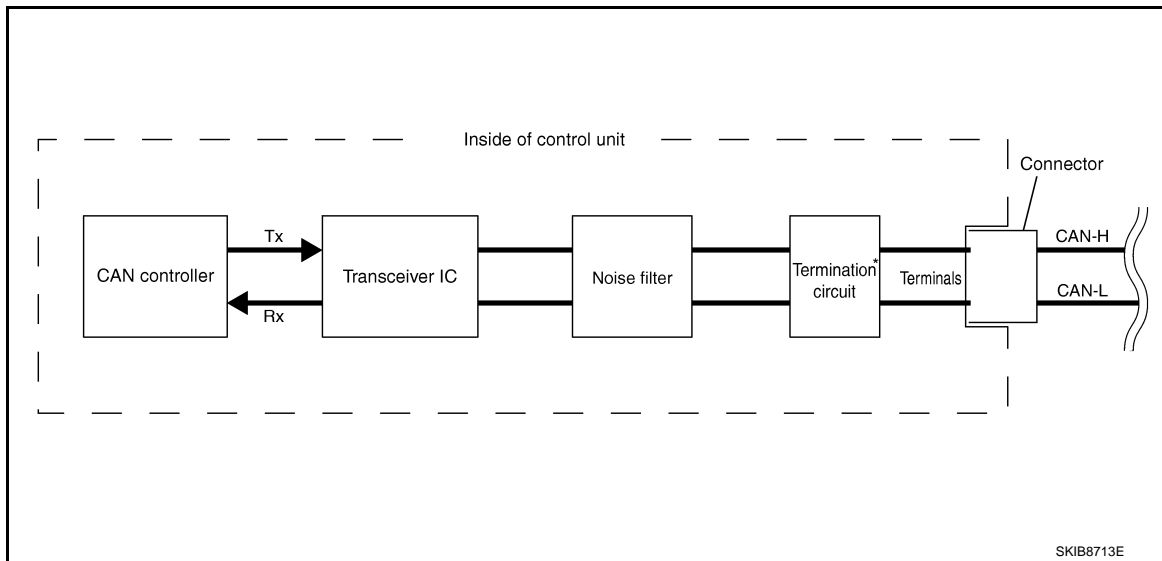 Inside of control unit
Connector
Tx
CAN-H
CAN controller
Transceiver IC
Noise filter
Termination*
circuit
Terminals
CAN-L
Rx
SKIB8713E